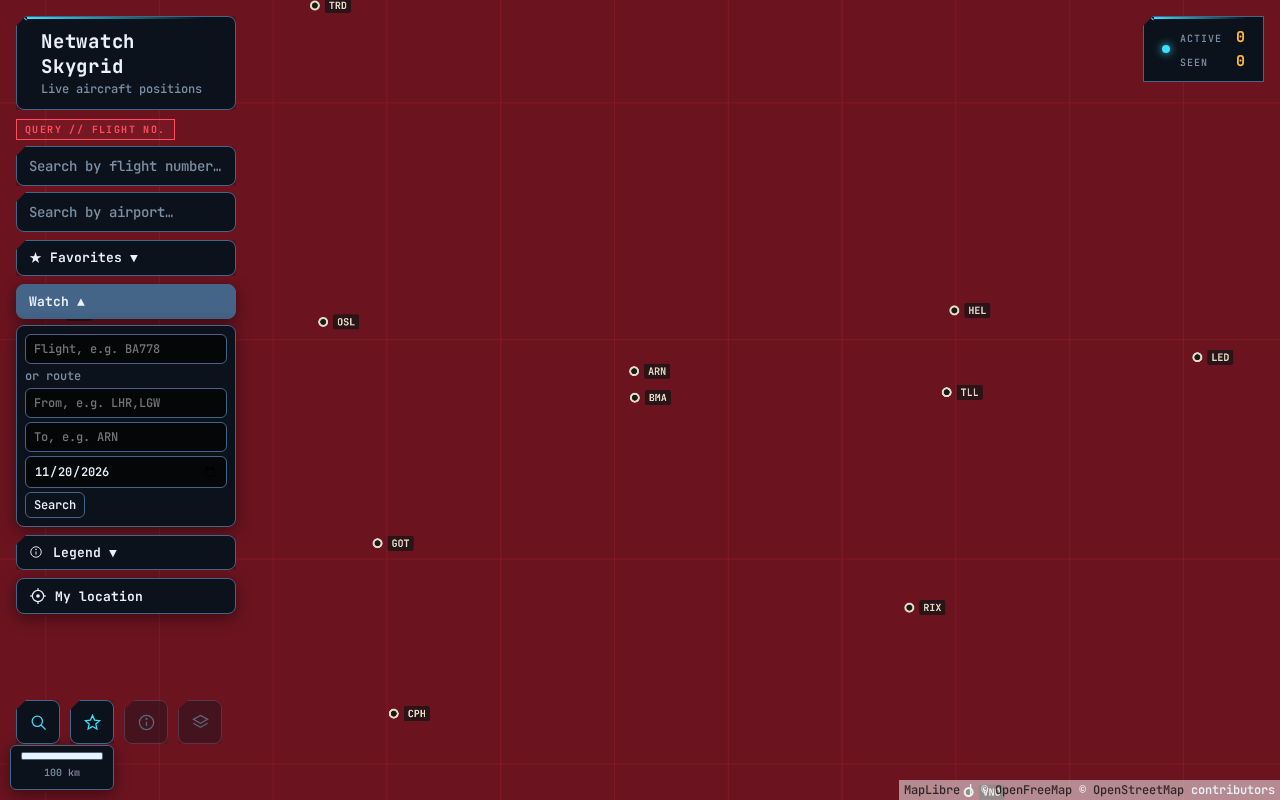 TRD
Netwatch
Skygrid
Live aircraft positions
ACTIVE 0
SEEN 0
QUERY // FLIGHT NO.
Search by flight number…
Search by airport…
★ Favorites ▼
Watch ▲
Flight, e.g. BA778
or route
From, e.g. LHR,LGW
To, e.g. ARN
11/20/2026
Search
Legend ▼
My location
OSL
HEL
LED
ARN
TLL
BMA
GOT
RIX
CPH
100 km
VNO
MapLibre | © OpenFreeMap © OpenStreetMap contributors